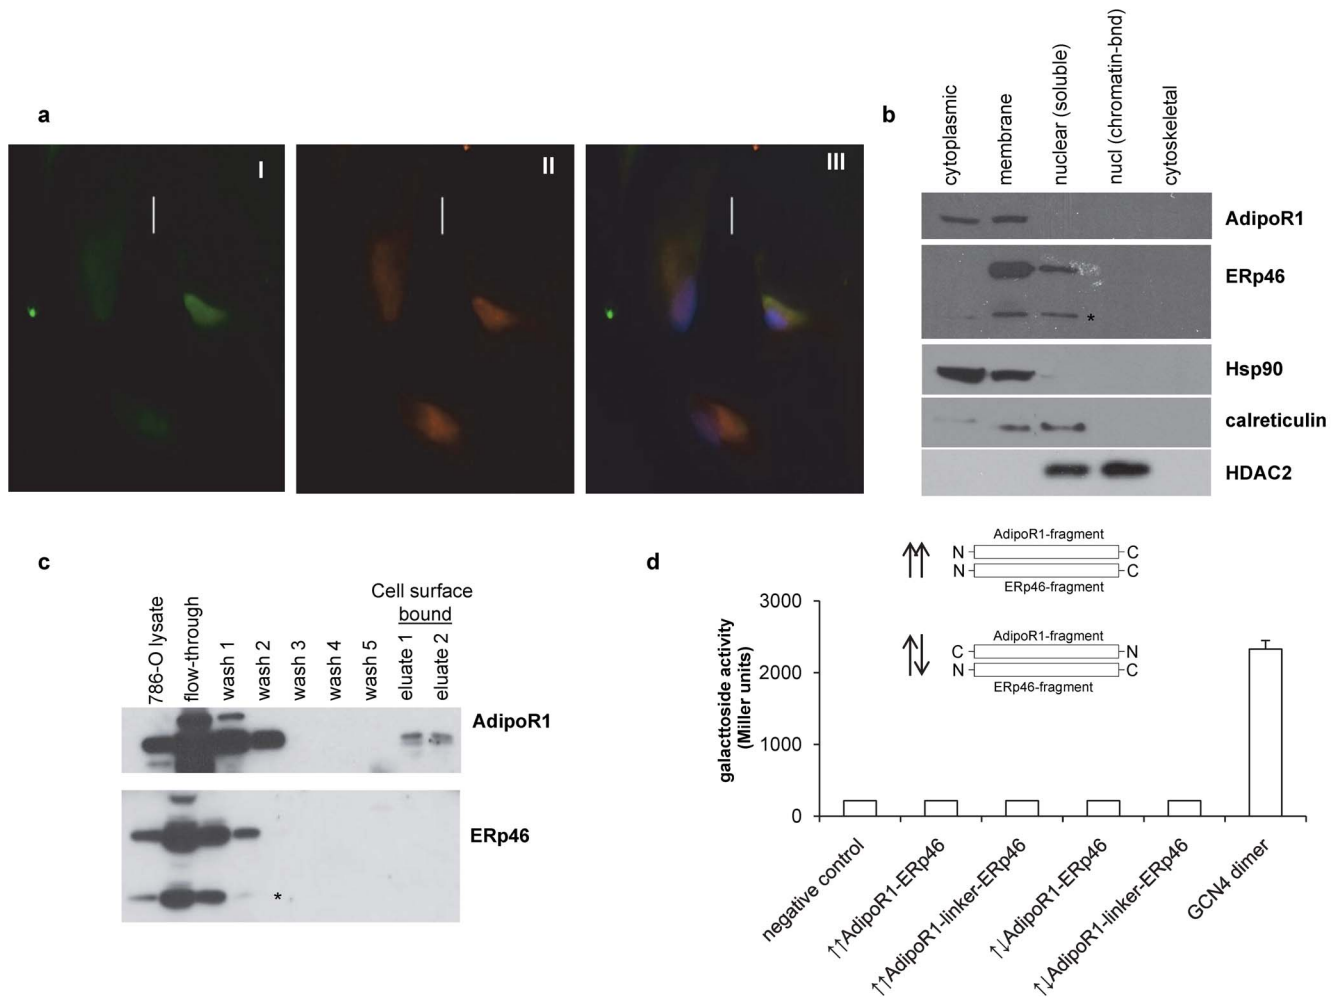 a
I
II
III
b
cytoplasmic
membrane
nuclear (soluble)
nucl (chromatin-bnd)
cytoskeletal
AdipoR1
ERp46
*
Hsp90
calreticulin
HDAC2
c
786-O lysate
flow-through
wash 1
wash 2
wash 3
wash 4
wash 5
Cell surface
bound
eluate 1
eluate 2
AdipoR1
ERp46
*
d
AdipoR1-fragment
↑↑ N C
N C
ERp46-fragment
AdipoR1-fragment
↑↓ C N
N C
ERp46-fragment
galacttoside activity
(Miller units)
3000
2000
1000
0
negative control
↑↑AdipoR1-ERp46
↑↑AdipoR1-linker-ERp46
↑↓AdipoR1-ERp46
↑↓AdipoR1-linker-ERp46
GCN4 dimer